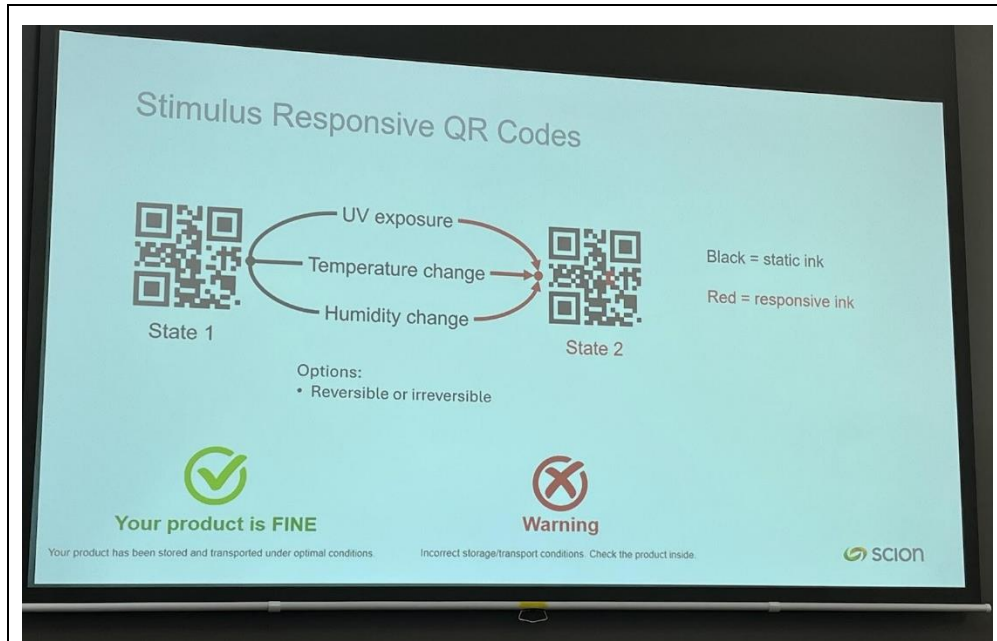 Stimulus Responsive QR Codes
UV exposure
Temperature change
Humidity change
Black = static ink
Red = responsive ink
State 1
State 2
Options:
• Reversible or irreversible
Your product is FINE
Warning
Your product has been stored and transported under optimal conditions.
Incorrect storage/transport conditions. Check the product inside.
SCION